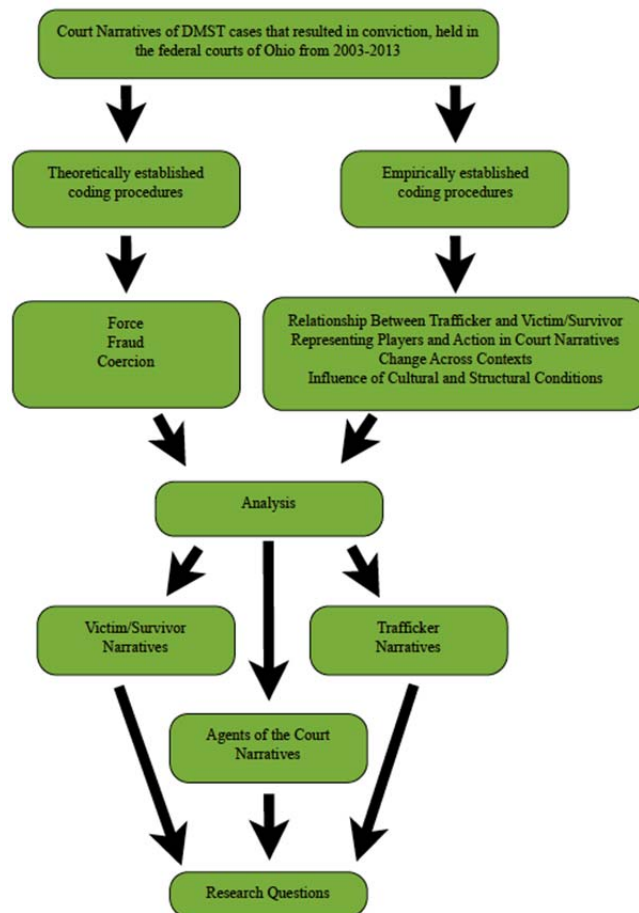 Court Narratives of DMST cases that resulted in conviction, held in
the federal courts of Ohio from 2003-2013
Theoretically established
coding procedures
Empirically established
coding procedures
Force
Fraud
Coercion
Relationship Between Trafficker and Victim/Survivor
Representing Players and Action in Court Narratives
Change Across Contexts
Influence of Cultural and Structural Conditions
Analysis
Victim/Survivor
Narratives
Trafficker
Narratives
Agents of the Court
Narratives
Research Questions